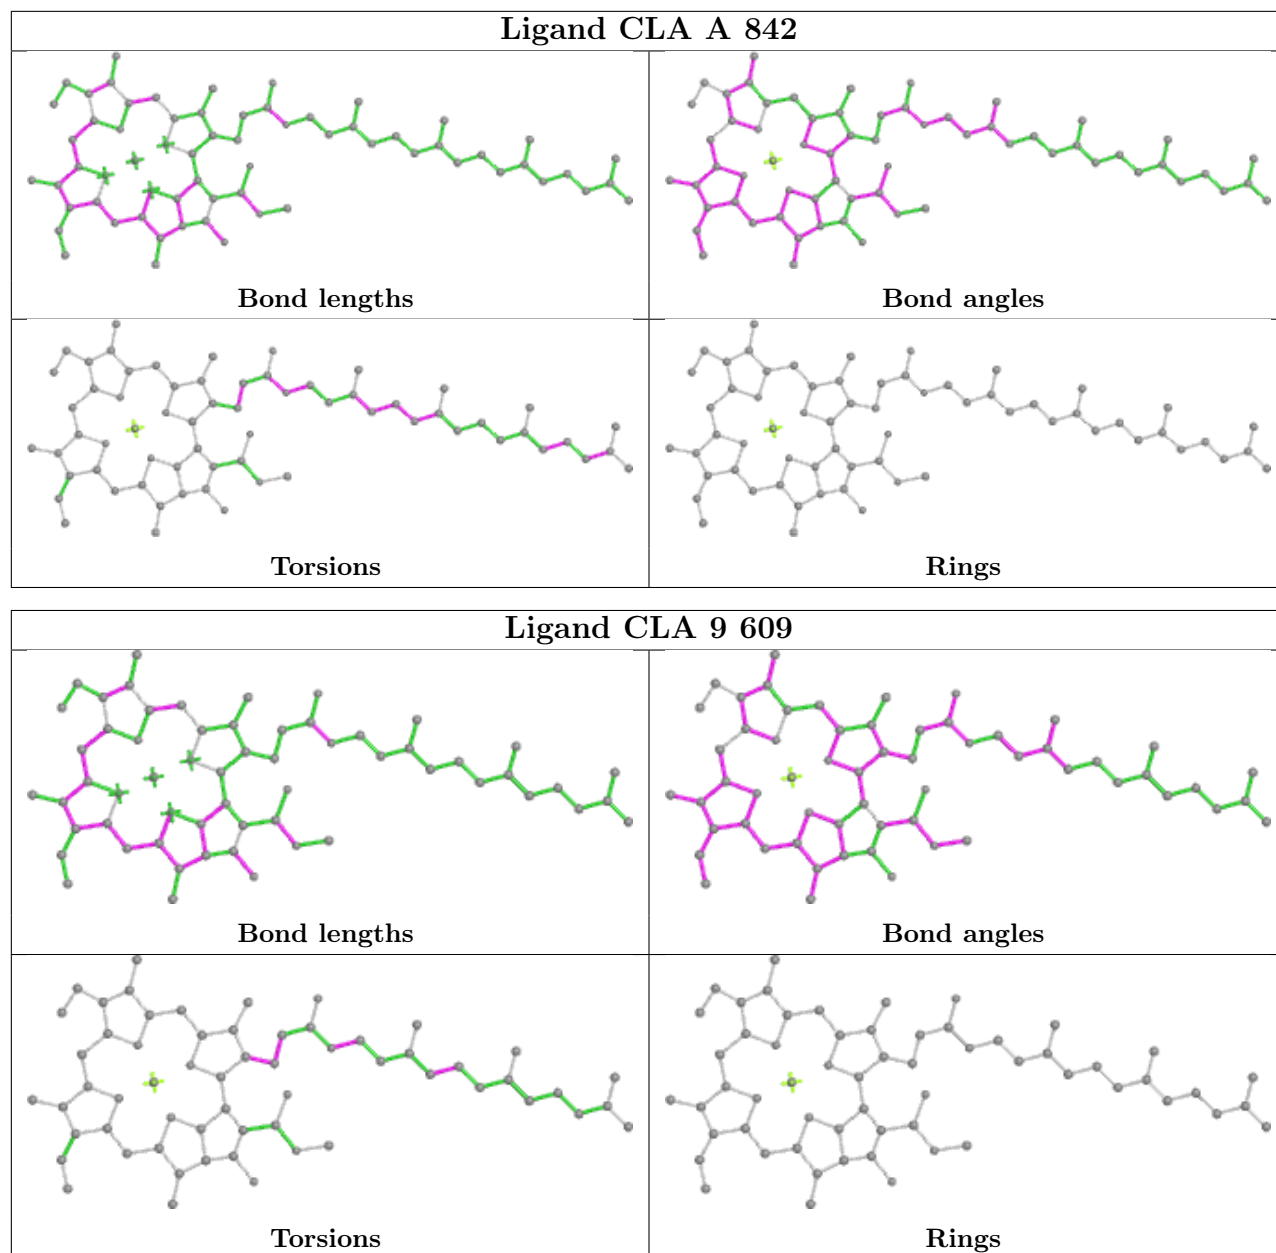 Ligand CLA A 842
Bond lengths
Bond angles
Torsions
Rings
Ligand CLA 9 609
Bond lengths
Bond angles
Torsions
Rings